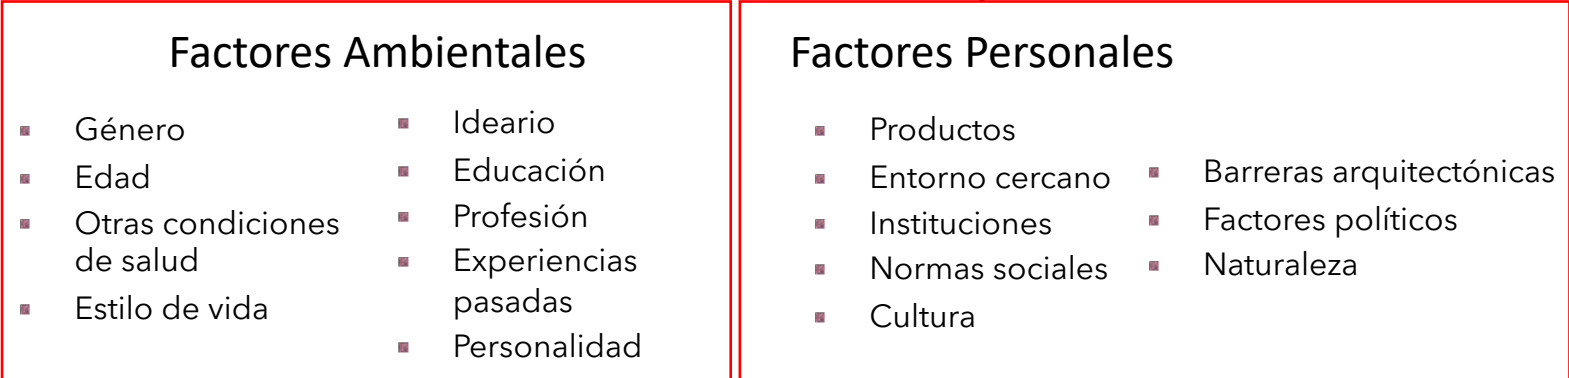 Factores Ambientales
Género
Edad
Otras condiciones
de salud
Estilo de vida
Ideario
Educación
Profesión
Experiencias
pasadas
Personalidad
Factores Personales
Productos
Entorno cercano
Instituciones
Normas sociales
Cultura
Barreras arquitectónicas
Factores políticos
Naturaleza